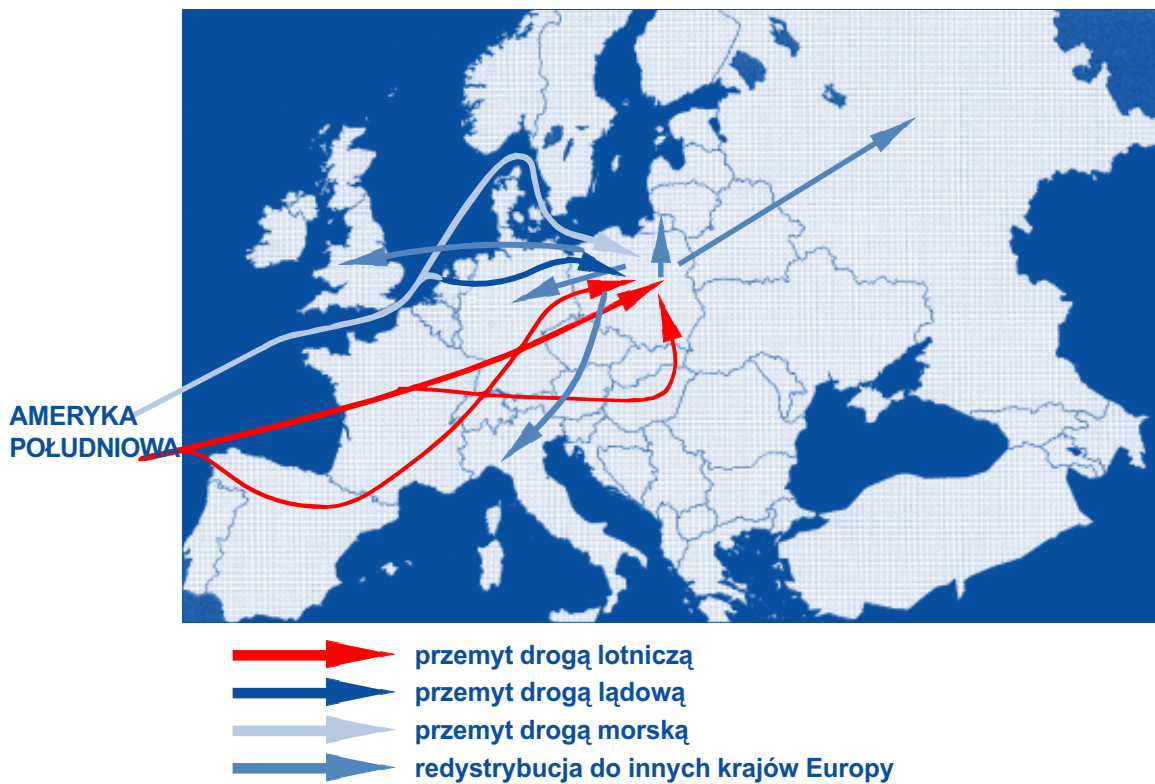 AMERYKA
POŁUDNIOWA
przemyt drogą lotniczą
przemyt drogą lądową
przemyt drogą morską
redystrybucja do innych krajów Europy